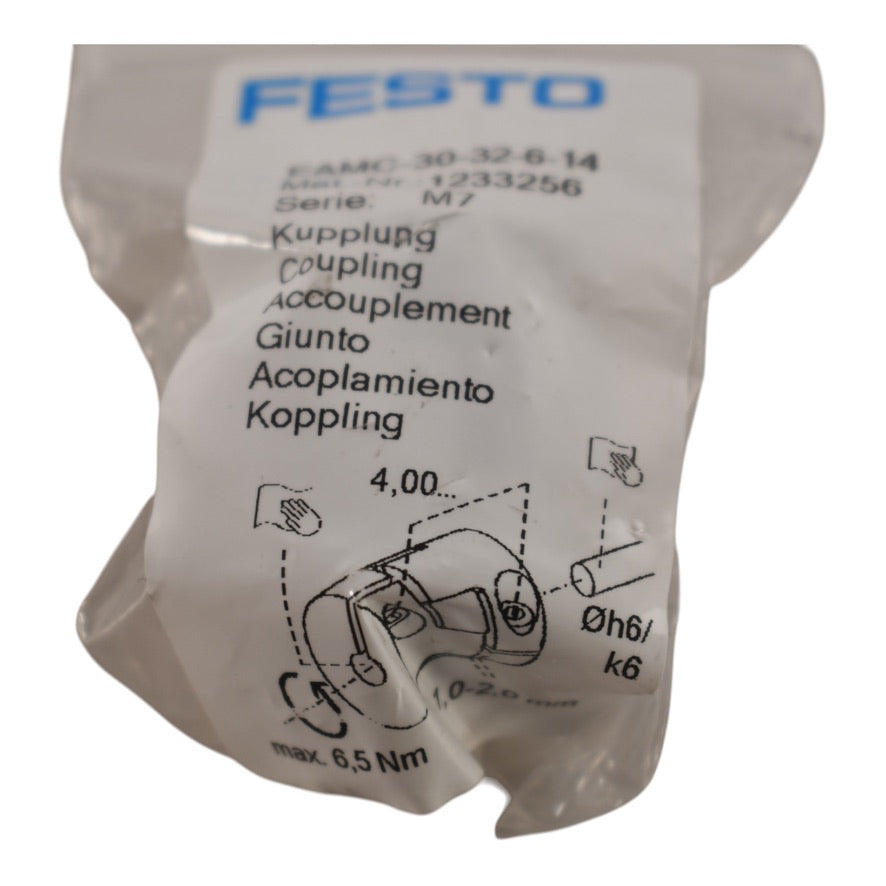 FESTO
EAMC-30-32-6-14
Mat.-Nr.: 1233256
Serie: M7
Kupplung
Coupling
Accouplement
Giunto
Acoplamiento
Koppling
4,00...
Øh6/
k6
1,0-2,6 mm
max. 6,5 Nm